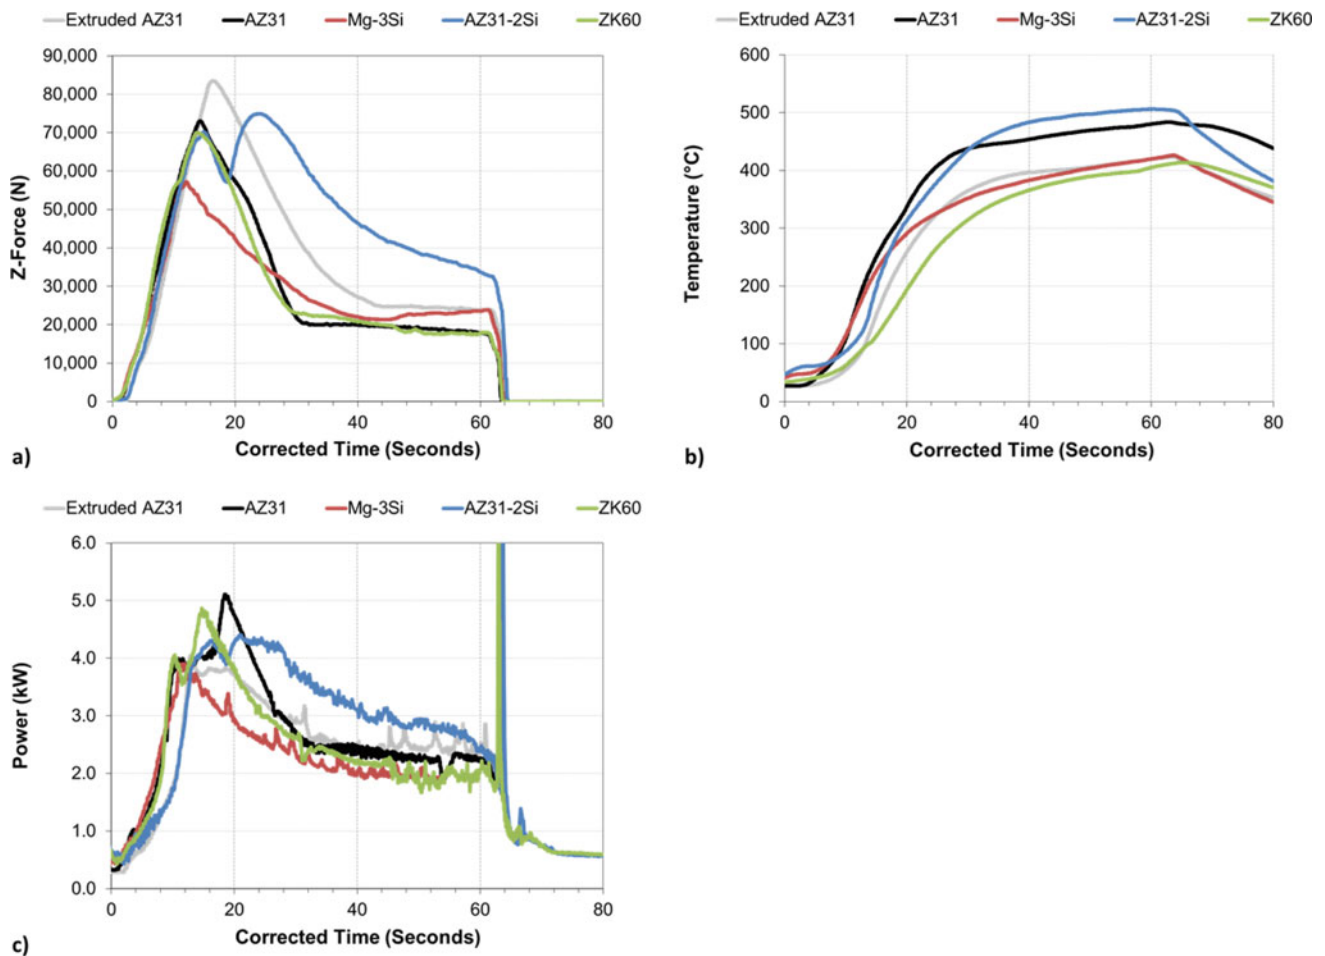 Extruded AZ31 AZ31 Mg-3Si AZ31-2Si ZK60
90,000
80,000
70,000
60,000
50,000
40,000
30,000
20,000
10,000
0
Z-Force (N)
0 20 40 60 80
Corrected Time (Seconds)
a)
Extruded AZ31 AZ31 Mg-3Si AZ31-2Si ZK60
600
500
400
300
200
100
0
Temperature (°C)
0 20 40 60 80
Corrected Time (Seconds)
b)
Extruded AZ31 AZ31 Mg-3Si AZ31-2Si ZK60
6.0
5.0
4.0
3.0
2.0
1.0
0.0
Power (kW)
0 20 40 60 80
Corrected Time (Seconds)
c)